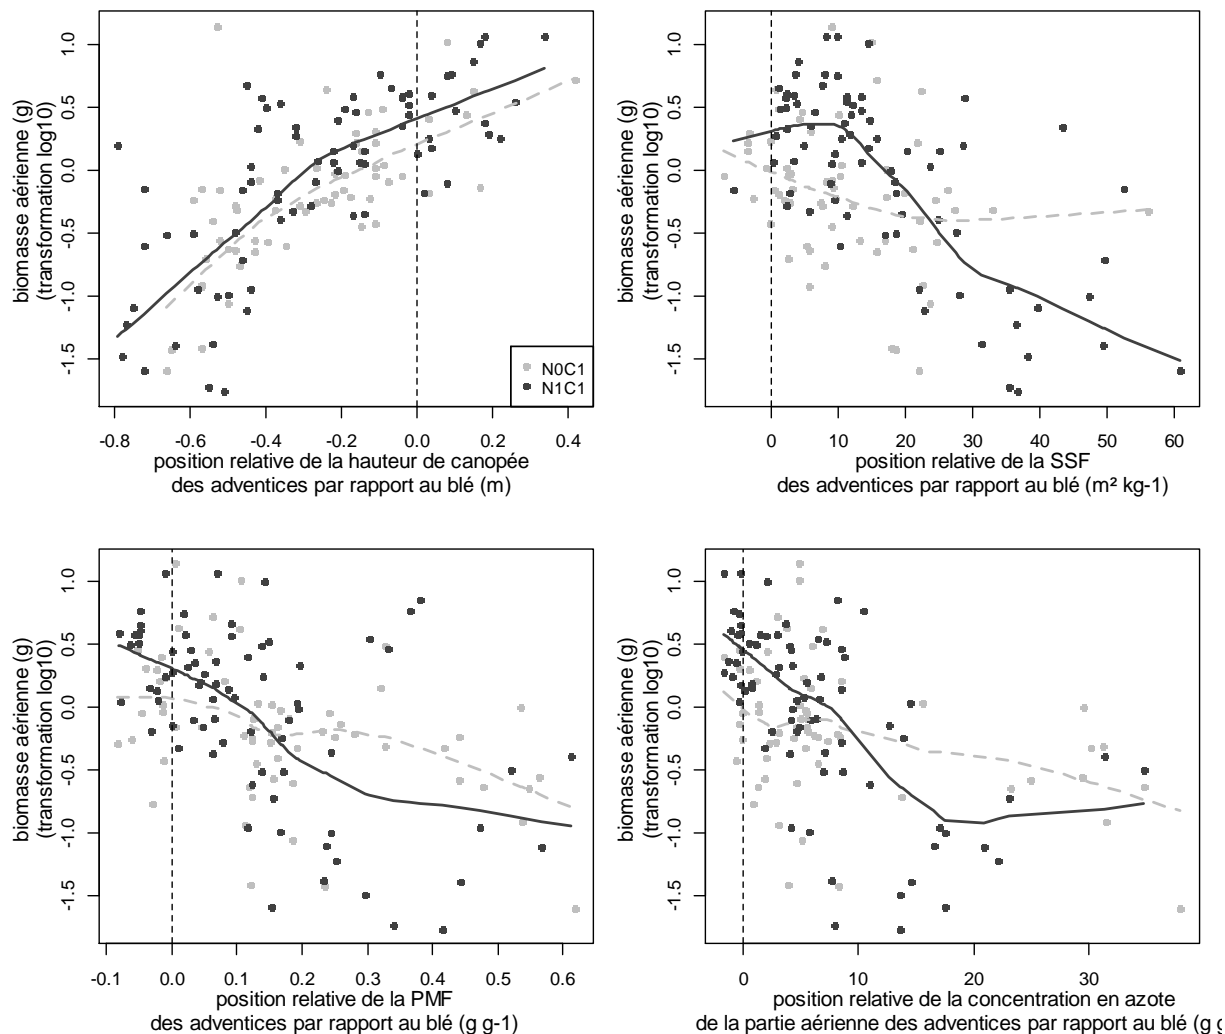 biomasse aérienne (g)
(transformation log10)
1.0
0.5
0.0
-0.5
-1.0
-1.5
N0C1
N1C1
-0.8 -0.6 -0.4 -0.2 0.0 0.2 0.4
position relative de la hauteur de canopée
des adventices par rapport au blé (m)
biomasse aérienne (g)
(transformation log10)
1.0
0.5
0.0
-0.5
-1.0
-1.5
0 10 20 30 40 50 60
position relative de la SSF
des adventices par rapport au blé (m² kg-1)
biomasse aérienne (g)
(transformation log10)
1.0
0.5
0.0
-0.5
-1.0
-1.5
-0.1 0.0 0.1 0.2 0.3 0.4 0.5 0.6
position relative de la PMF
des adventices par rapport au blé (g g-1)
biomasse aérienne (g)
(transformation log10)
1.0
0.5
0.0
-0.5
-1.0
-1.5
0 10 20 30
position relative de la concentration en azote
de la partie aérienne des adventices par rapport au blé (g g